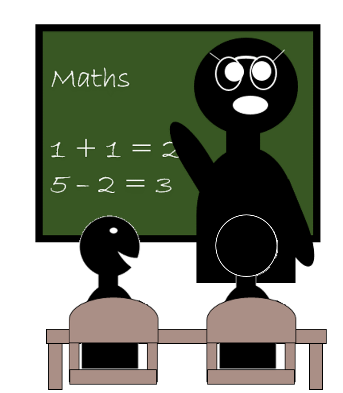 Maths
1 + 1 = 2
5 - 2 = 3